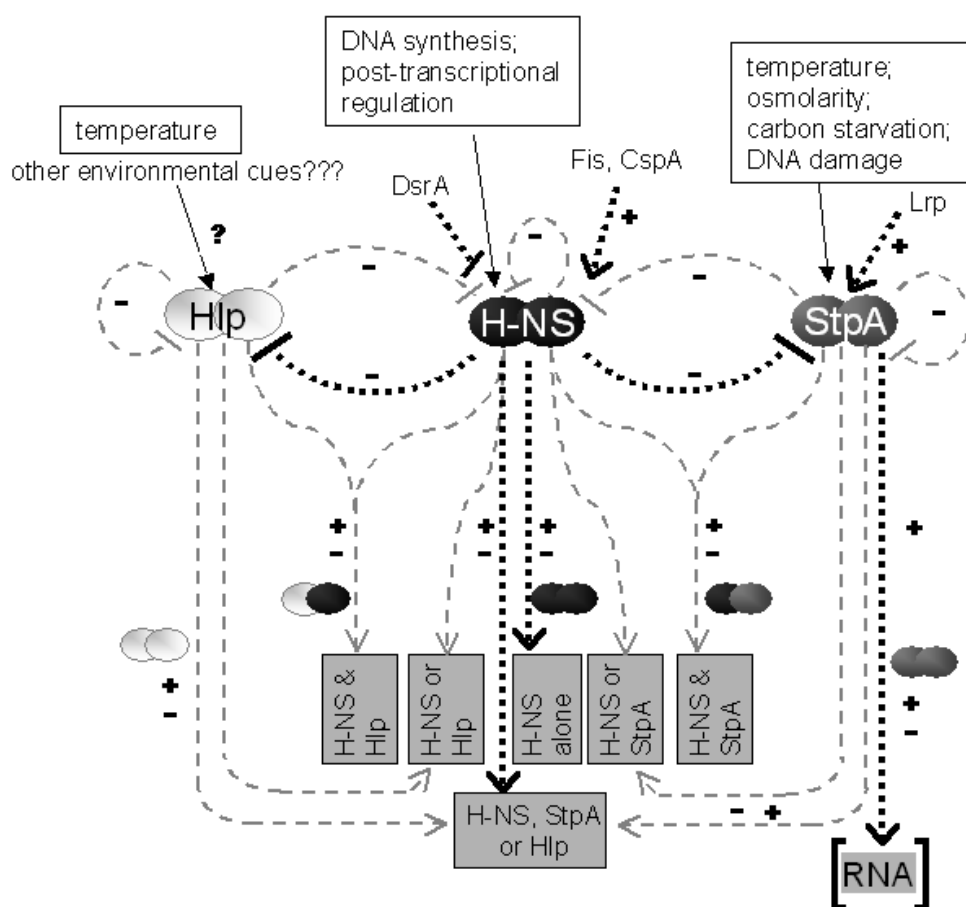 DNA synthesis;
post-transcriptional
regulation
temperature;
osmolarity;
carbon starvation;
DNA damage
temperature
other environmental cues???
Fis, CspA
DsrA
Lrp
+
+
?
-
-
-
-
-
Hlp
H-NS
StpA
-
-
+
-
+
-
+
-
+
-
+
+
-
+
-
H-NS &
Hlp
H-NS or
Hlp
H-NS
alone
H-NS or
StpA
H-NS &
StpA
- +
H-NS, StpA
or Hlp
[RNA]